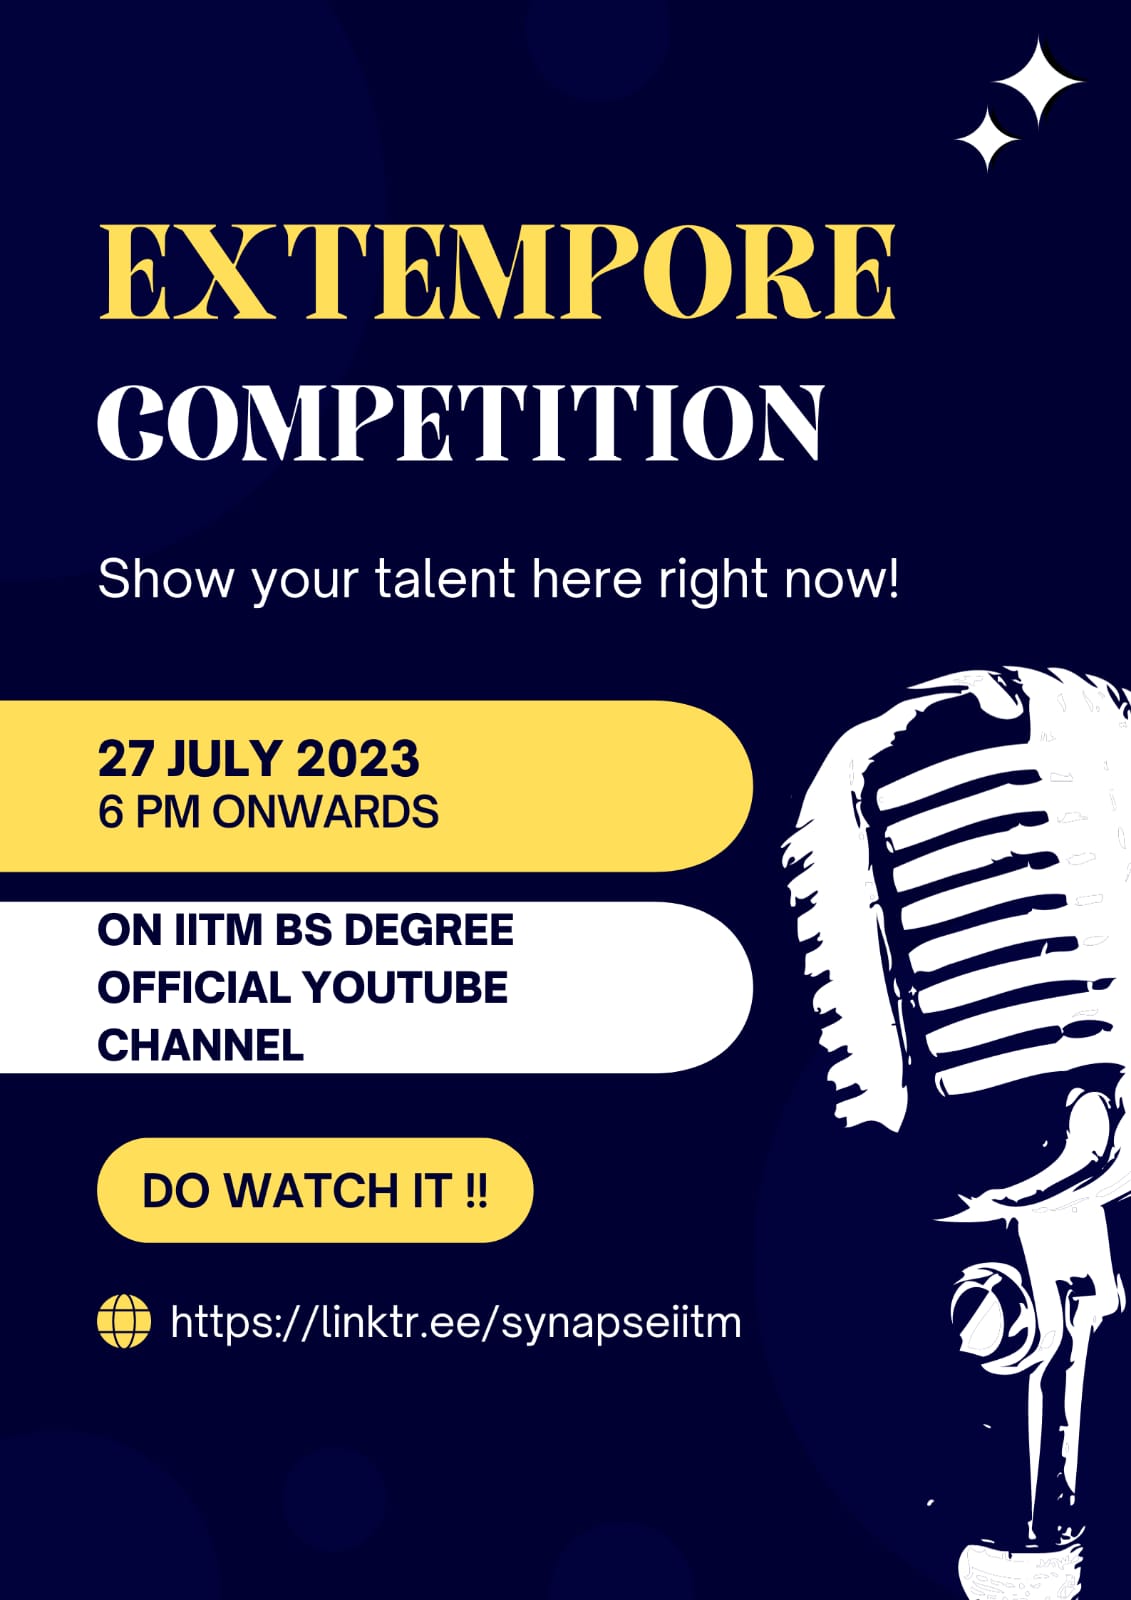 EXTEMPORE
COMPETITION
Show your talent here right now!
27 JULY 2023
6 PM ONWARDS
ON IITM BS DEGREE
OFFICIAL YOUTUBE
CHANNEL
DO WATCH IT !!
https://linktr.ee/synapseiitm